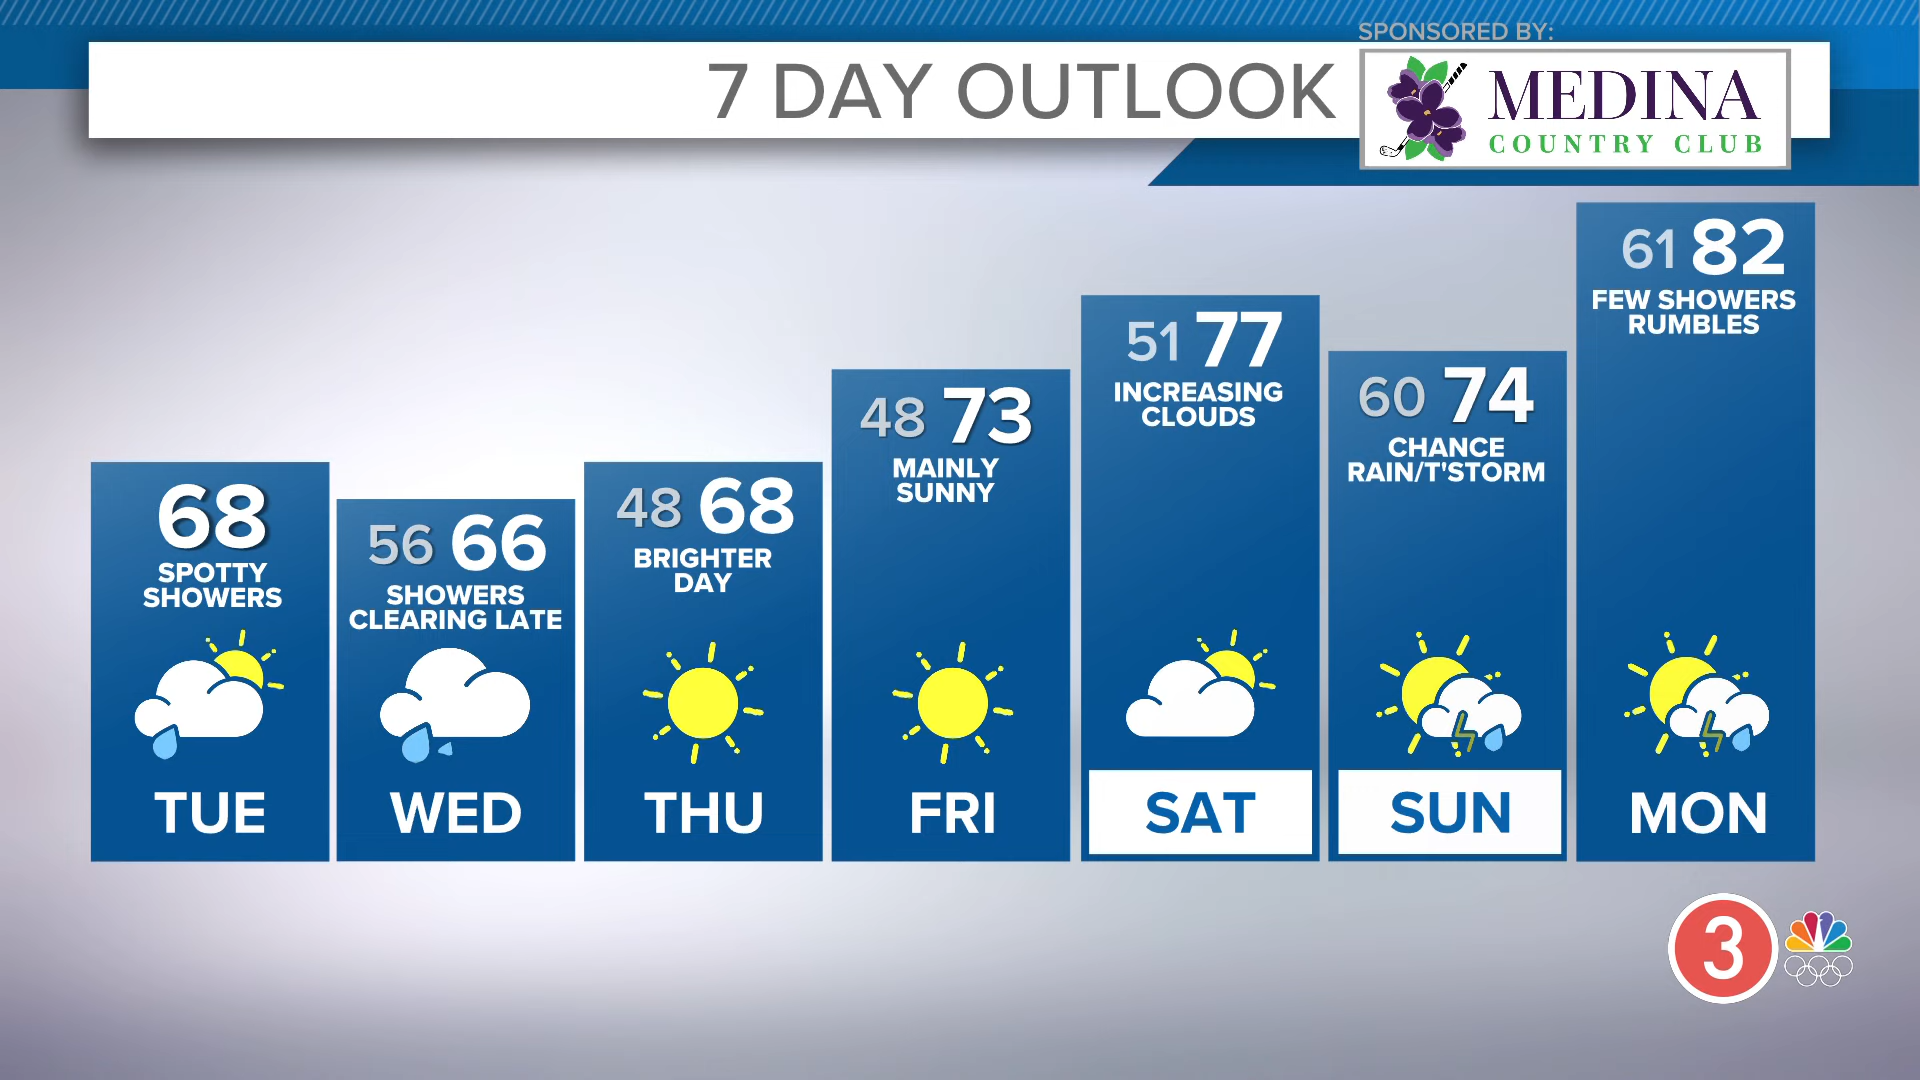 SPONSORED BY:
7 DAY OUTLOOK
MEDINA
COUNTRY CLUB
68
SPOTTY
SHOWERS
TUE
56 66
SHOWERS
CLEARING LATE
WED
48 68
BRIGHTER
DAY
THU
48 73
MAINLY
SUNNY
FRI
51 77
INCREASING
CLOUDS
SAT
60 74
CHANCE
RAIN/T'STORM
SUN
61 82
FEW SHOWERS
RUMBLES
MON
3